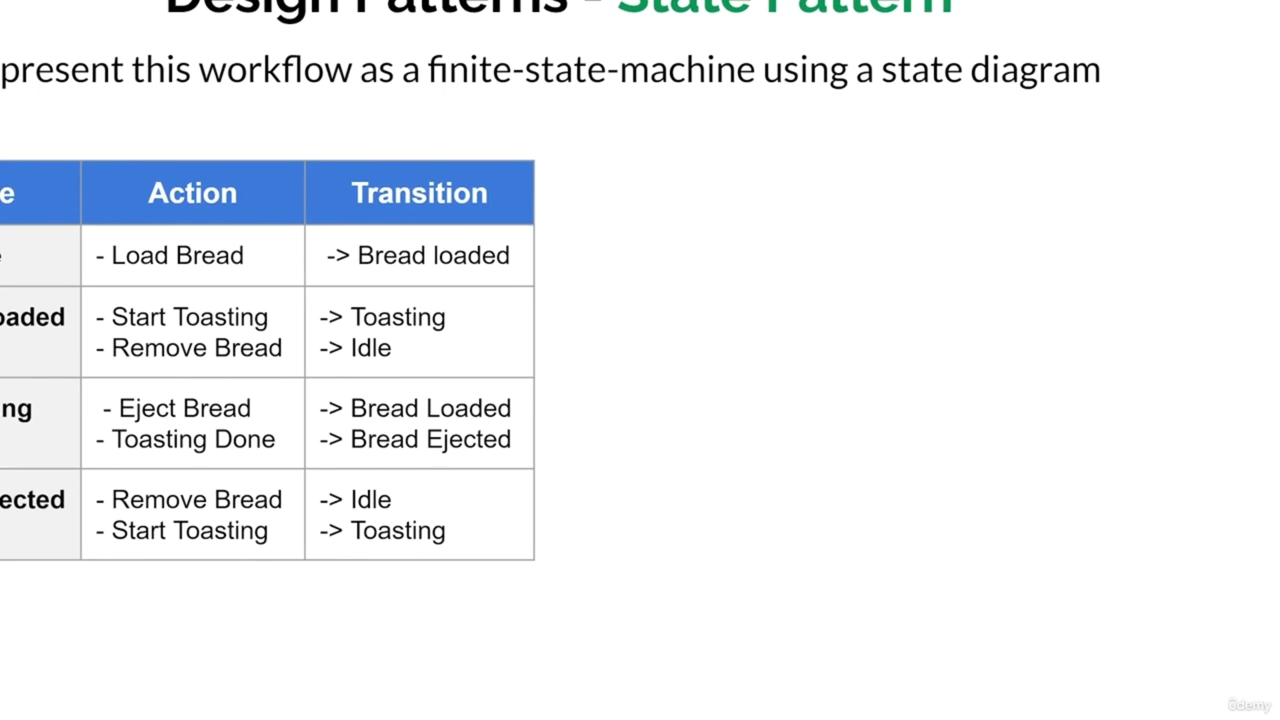 Design Patterns - State Pattern
present this workflow as a finite-state-machine using a state diagram
e Action Transition
e - Load Bread -> Bread loaded
oaded - Start Toasting -> Toasting
- Remove Bread -> Idle
ng - Eject Bread -> Bread Loaded
- Toasting Done -> Bread Ejected
ected - Remove Bread -> Idle
- Start Toasting -> Toasting
ûdemy